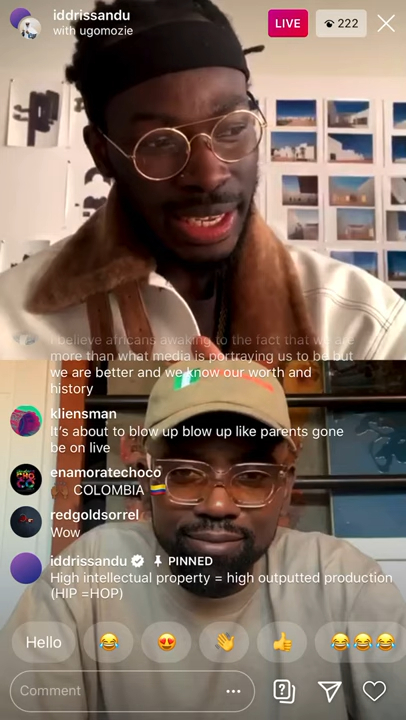 iddrissandu
with ugomozie
LIVE
222
I believe africans awaking to the fact that we are
more than what media is portraying us to be but
we are better and we know our worth and
history
kliensman
It's about to blow up blow up like parents gone
be on live
enamoratechoco
COLOMBIA 🇨🇴
redgoldsorrel
Wow
iddrissandu PINNED
High intellectual property = high outputted production
(HIP =HOP)
Hello 😂 😍 👋 👍 😂😂😂
Comment